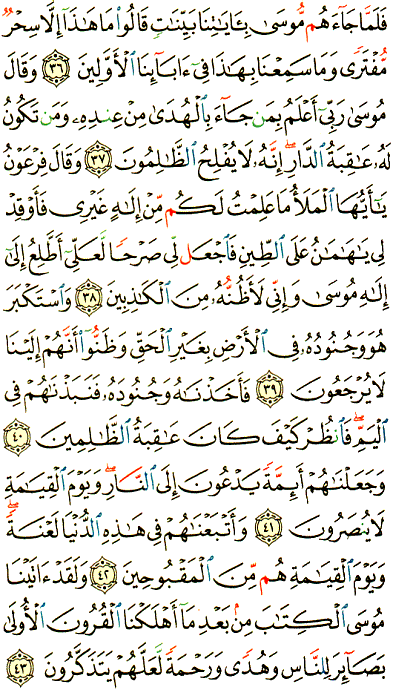 فَلَمَّا جَآءَهُم مُّوسَىٰ بِـَٔايَـٰتِنَا بَيِّنَـٰتٍ قَالُوا۟ مَا هَـٰذَآ إِلَّا سِحْرٌ
مُّفْتَرًى وَمَا سَمِعْنَا بِهَـٰذَا فِىٓ ءَابَآئِنَا ٱلْأَوَّلِينَ ٣٦ وَقَالَ
مُوسَىٰ رَبِّىٓ أَعْلَمُ بِمَن جَآءَ بِٱلْهُدَىٰ مِنْ عِندِهِۦ وَمَن تَكُونُ
لَهُۥ عَـٰقِبَةُ ٱلدَّارِ ۖ إِنَّهُۥ لَا يُفْلِحُ ٱلظَّـٰلِمُونَ ٣٧ وَقَالَ فِرْعَوْنُ
يَـٰٓأَيُّهَا ٱلْمَلَأُ مَا عَلِمْتُ لَكُم مِّنْ إِلَـٰهٍ غَيْرِى فَأَوْقِدْ
لِى يَـٰهَـٰمَـٰنُ عَلَى ٱلطِّينِ فَٱجْعَل لِّى صَرْحًا لَّعَلِّىٓ أَطَّلِعُ إِلَىٰٓ
إِلَـٰهِ مُوسَىٰ وَإِنِّى لَأَظُنُّهُۥ مِنَ ٱلْكَـٰذِبِينَ ٣٨ وَٱسْتَكْبَرَ
هُوَ وَجُنُودُهُۥ فِى ٱلْأَرْضِ بِغَيْرِ ٱلْحَقِّ وَظَنُّوٓا۟ أَنَّهُمْ إِلَيْنَا
لَا يُرْجَعُونَ ٣٩ فَأَخَذْنَـٰهُ وَجُنُودَهُۥ فَنَبَذْنَـٰهُمْ فِى
ٱلْيَمِّ ۖ فَٱنظُرْ كَيْفَ كَانَ عَـٰقِبَةُ ٱلظَّـٰلِمِينَ ٤٠
وَجَعَلْنَـٰهُمْ أَئِمَّةً يَدْعُونَ إِلَى ٱلنَّارِ ۖ وَيَوْمَ ٱلْقِيَـٰمَةِ
لَا يُنصَرُونَ ٤١ وَأَتْبَعْنَـٰهُمْ فِى هَـٰذِهِ ٱلدُّنْيَا لَعْنَةً ۖ
وَيَوْمَ ٱلْقِيَـٰمَةِ هُم مِّنَ ٱلْمَقْبُوحِينَ ٤٢ وَلَقَدْ ءَاتَيْنَا
مُوسَى ٱلْكِتَـٰبَ مِنۢ بَعْدِ مَآ أَهْلَكْنَا ٱلْقُرُونَ ٱلْأُولَىٰ
بَصَآئِرَ لِلنَّاسِ وَهُدًى وَرَحْمَةً لَّعَلَّهُمْ يَتَذَكَّرُونَ ٤٣